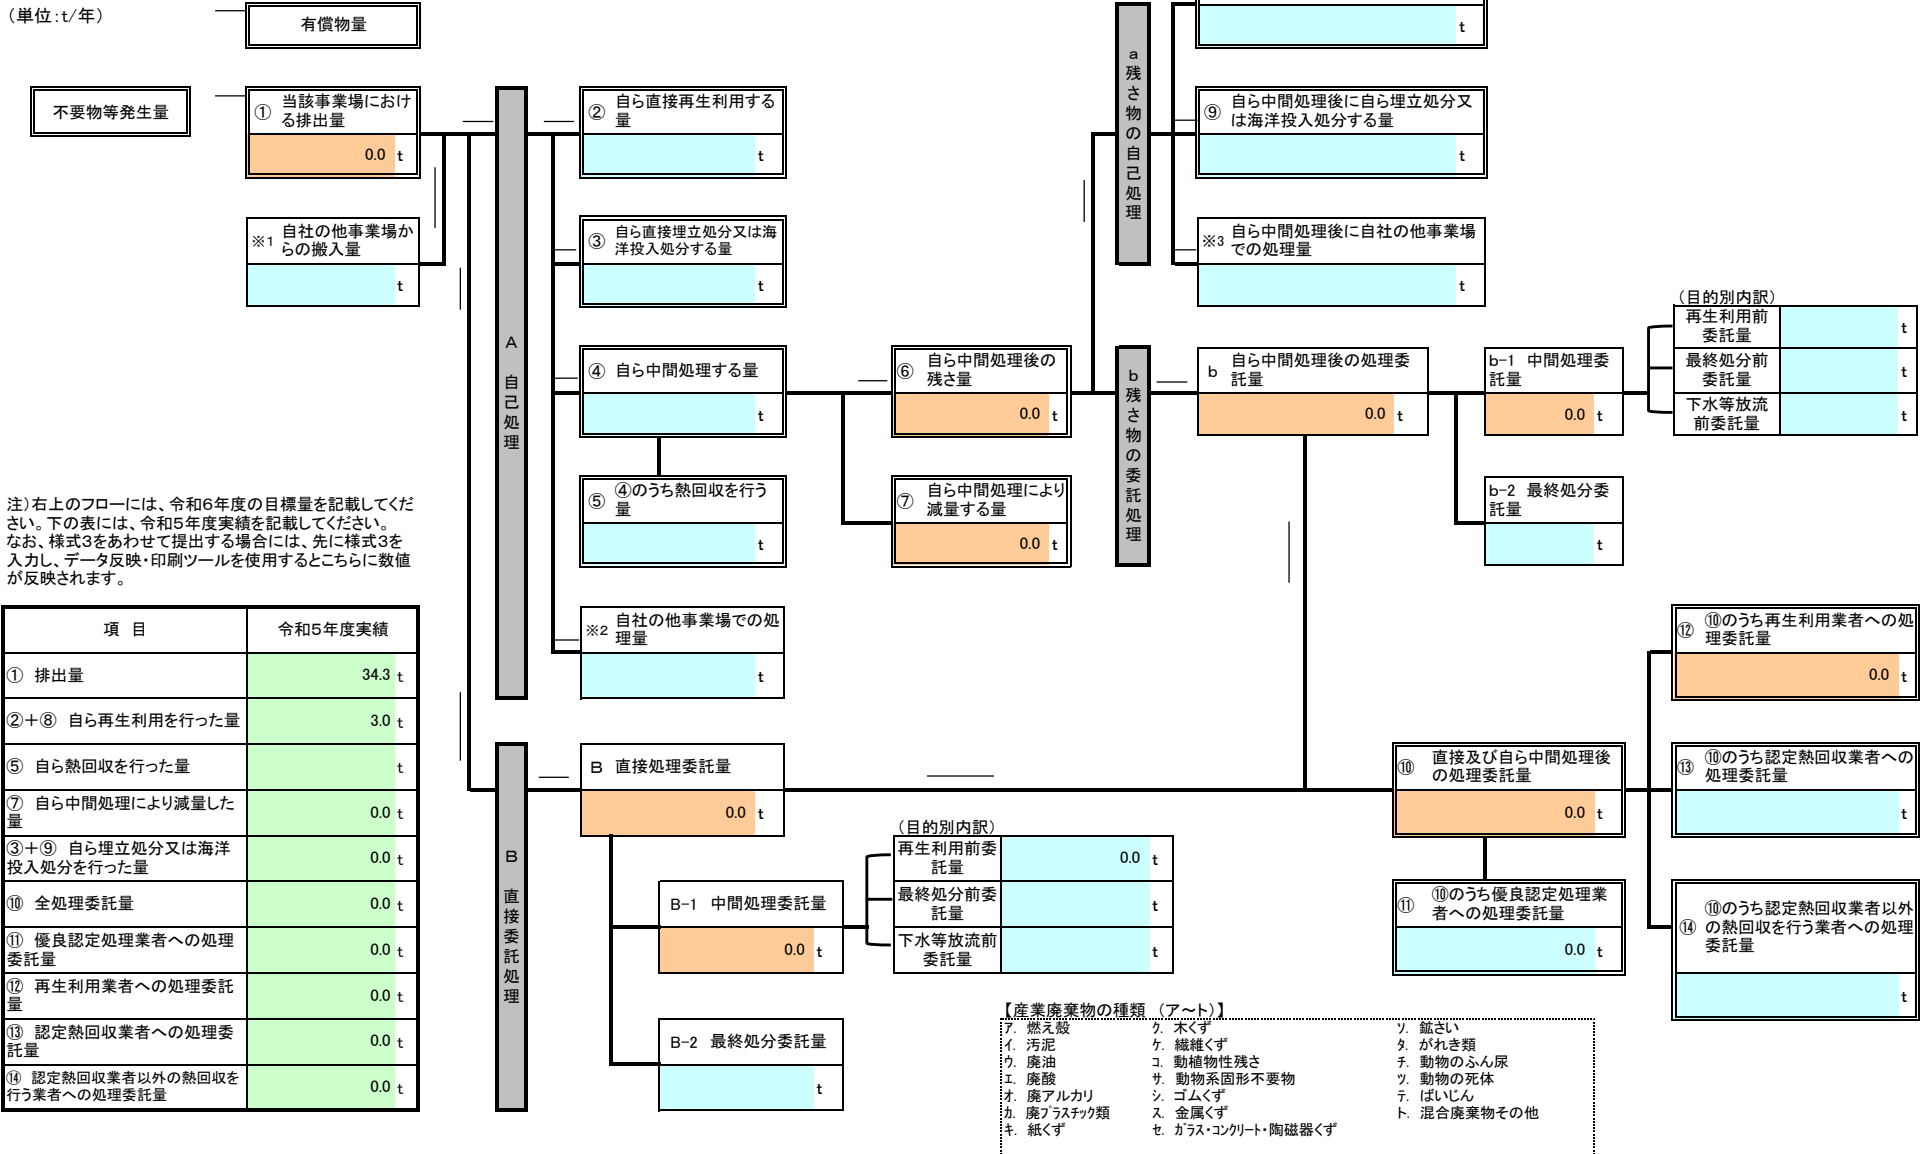 （単位:t/年）
有償物量
t
不要物等発生量
① 当該事業場におけ
る排出量
0.0 t
※1 自社の他事業場か
らの搬入量
t
A 自己処理
② 自ら直接再生利用する
量
t
③ 自ら直接埋立処分又は海
洋投入処分する量
t
④ 自ら中間処理する量
t
⑤ ④のうち熱回収を行う
量
t
※2 自社の他事業場での処
理量
t
⑥ 自ら中間処理後の
残さ量
0.0 t
⑦ 自ら中間処理により
減量する量
0.0 t
a 残さ物の自己処理
⑨ 自ら中間処理後に自ら埋立処分又
は海洋投入処分する量
t
※3 自ら中間処理後に自社の他事業場
での処理量
t
b 残さ物の委託処理
b 自ら中間処理後の処理委
託量
0.0 t
b-1 中間処理委
託量
0.0 t
b-2 最終処分委
託量
t
（目的別内訳）
再生利用前
委託量
t
最終処分前
委託量
t
下水等放流
前委託量
t
注）右上のフローには、令和6年度の目標量を記載してくだ
さい。下の表には、令和5年度実績を記載してください。
なお、様式3をあわせて提出する場合には、先に様式3を
入力し、データ反映・印刷ツールを使用するとこちらに数値
が反映されます。
項 目 令和5年度実績
① 排出量 34.3 t
②＋⑧ 自ら再生利用を行った量 3.0 t
⑤ 自ら熱回収を行った量 t
⑦ 自ら中間処理により減量した
量 0.0 t
③＋⑨ 自ら埋立処分又は海洋
投入処分を行った量 0.0 t
⑩ 全処理委託量 0.0 t
⑪ 優良認定処理業者への処理
委託量 0.0 t
⑫ 再生利用業者への処理委託
量 0.0 t
⑬ 認定熱回収業者への処理委
託量 0.0 t
⑭ 認定熱回収業者以外の熱回収を
行う業者への処理委託量 0.0 t
B 直接委託処理
B 直接処理委託量
0.0 t
B-1 中間処理委託量
0.0 t
B-2 最終処分委託量
t
（目的別内訳）
再生利用前委
託量
0.0 t
最終処分前委
託量
t
下水等放流前
委託量
t
⑩ 直接及び自ら中間処理後
の処理委託量
0.0 t
⑪ ⑩のうち優良認定処理業
者への処理委託量
0.0 t
⑫ ⑩のうち再生利用業者への処
理委託量
0.0 t
⑬ ⑩のうち認定熱回収業者への
処理委託量
t
⑭ ⑩のうち認定熱回収業者以外
の熱回収を行う業者への処理
委託量
t
【産業廃棄物の種類 （ア～ト）】
ア. 燃え殻 ク. 木くず ソ. 鉱さい
イ. 汚泥 ケ. 繊維くず タ. がれき類
ウ. 廃油 コ. 動植物性残さ チ. 動物のふん尿
エ. 廃酸 サ. 動物系固形不要物 ツ. 動物の死体
オ. 廃アルカリ シ. ゴムくず テ. ばいじん
カ. 廃プラスチック類 ス. 金属くず ト. 混合廃棄物その他
キ. 紙くず セ. ガラス・コンクリート・陶磁器くず